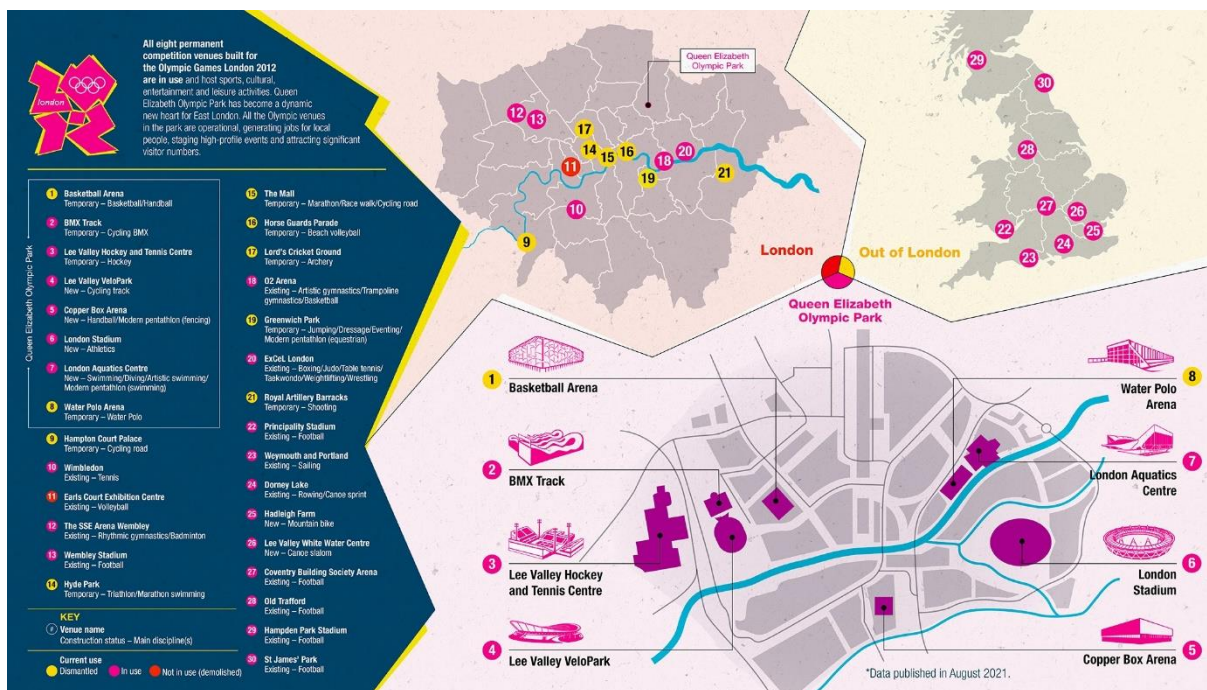 london
All eight permanent
competition venues built for
the Olympic Games London 2012
are in use and host sports, cultural,
entertainment and leisure activities. Queen
Elizabeth Olympic Park has become a dynamic
new heart for East London. All the Olympic venues
in the park are operational, generating jobs for local
people, staging high-profile events and attracting significant
visitor numbers.
Queen Elizabeth Olympic Park
1 Basketball Arena
Temporary – Basketball/Handball
2 BMX Track
Temporary – Cycling BMX
3 Lee Valley Hockey and Tennis Centre
Temporary – Hockey
4 Lee Valley VeloPark
New – Cycling track
5 Copper Box Arena
New – Handball/Modern pentathlon (fencing)
6 London Stadium
New – Athletics
7 London Aquatics Centre
New – Swimming/Diving/Artistic swimming/
Modern pentathlon (swimming)
8 Water Polo Arena
Temporary – Water Polo
9 Hampton Court Palace
Temporary – Cycling road
10 Wimbledon
Existing – Tennis
11 Earls Court Exhibition Centre
Existing – Volleyball
12 The SSE Arena Wembley
Existing – Rhythmic gymnastics/Badminton
13 Wembley Stadium
Existing – Football
14 Hyde Park
Temporary – Triathlon/Marathon swimming
KEY
# Venue name
Construction status – Main discipline(s)
Current use
Dismantled
In use
Not in use (demolished)
15 The Mall
Temporary – Marathon/Race walk/Cycling road
16 Horse Guards Parade
Temporary – Beach volleyball
17 Lord's Cricket Ground
Temporary – Archery
18 O2 Arena
Existing – Artistic gymnastics/Trampoline
gymnastics/Basketball
19 Greenwich Park
Temporary – Jumping/Dressage/Eventing/
Modern pentathlon (equestrian)
20 ExCeL London
Existing – Boxing/Judo/Table tennis/
Taekwondo/Weightlifting/Wrestling
21 Royal Artillery Barracks
Temporary – Shooting
22 Principality Stadium
Existing – Football
23 Weymouth and Portland
Existing – Sailing
24 Dorney Lake
Existing – Rowing/Canoe sprint
25 Hadleigh Farm
New – Mountain bike
26 Lee Valley White Water Centre
New – Canoe slalom
27 Coventry Building Society Arena
Existing – Football
28 Old Trafford
Existing – Football
29 Hampden Park Stadium
Existing – Football
30 St James' Park
Existing – Football
Queen Elizabeth
Olympic Park
12
13
17
14
15
16
11
18
20
19
21
10
9
29
30
28
27
26
22
25
24
23
London
Out of London
Queen Elizabeth
Olympic Park
1
Basketball Arena
2
BMX Track
3
Lee Valley Hockey
and Tennis Centre
4
Lee Valley VeloPark
8
Water Polo
Arena
7
London Aquatics
Centre
6
London
Stadium
5
Copper Box Arena
*Data published in August 2021.